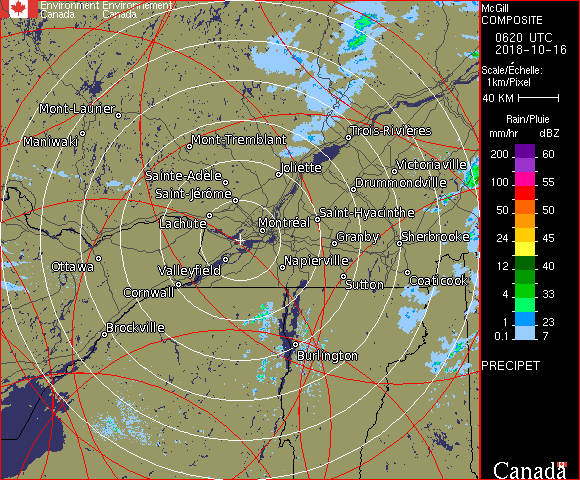 Environment Environnement
Canada Canada
McGill
COMPOSITE
0620 UTC
2018-10-16
Scale/Échelle:
1km/Pixel
40 KM
Rain/Pluie
mm/hr dBZ
200 60
100 55
50 50
24 45
12 40
4 33
1 23
0.1 7
PRECIPET
Mont-Laurier
Maniwaki
Mont-Tremblant
Trois-Rivières
Joliette
Victoriaville
Sainte-Adèle
Drummondville
Saint-Jérôme
Lachute
Saint-Hyacinthe
Montréal
Granby
Sherbrooke
Ottawa
Valleyfield
Napierville
Sutton
Coaticook
Cornwall
Brockville
Burlington
Canada